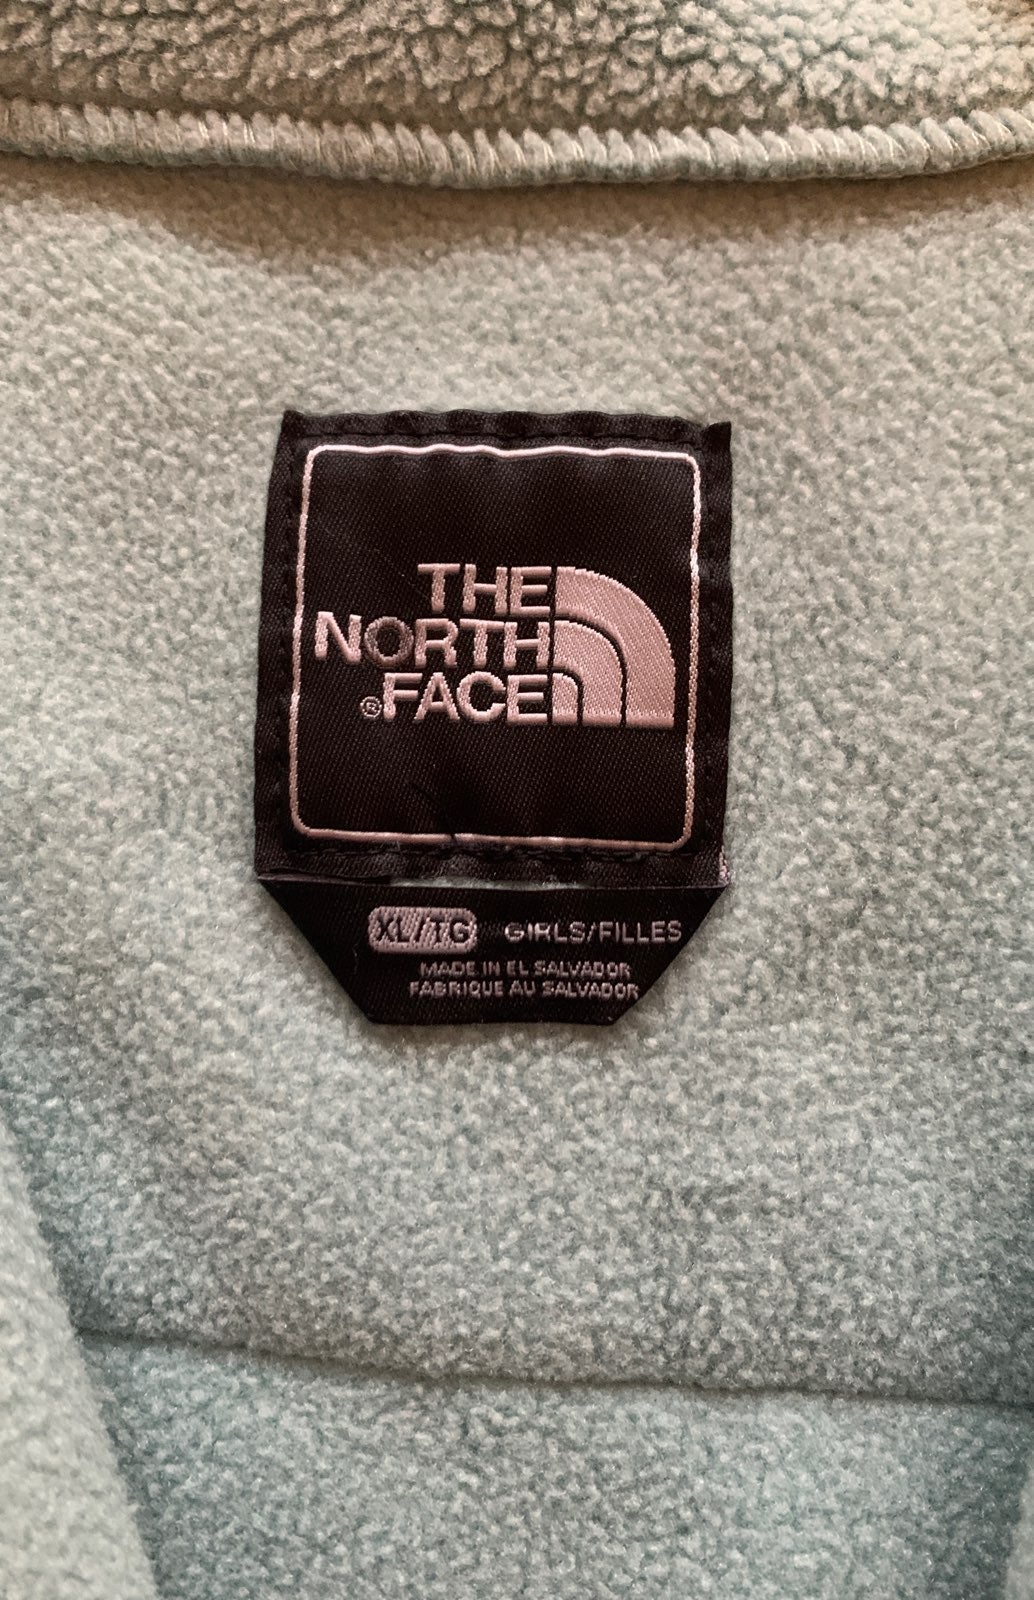 THE
NORTH
®FACE
XL/TG GIRLS/FILLES
MADE IN EL SALVADOR
FABRIQUE AU SALVADOR